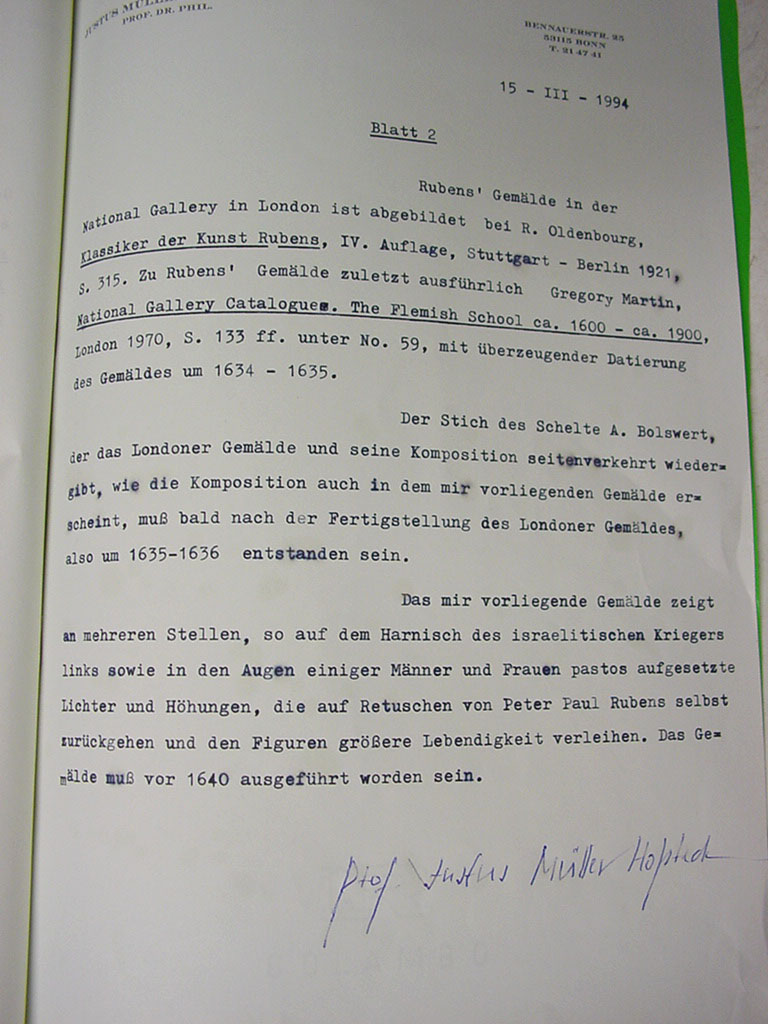 JUSTUS
PROF. DR. PHIL.
BENNAUERSTR. 25
53115 BONN
T. 21 47 41
15 - III - 1994
Blatt 2
Rubens' Gemälde in der
National Gallery in London ist abgebildet bei R. Oldenbourg,
Klassiker der Kunst Rubens, IV. Auflage, Stuttgart - Berlin 1921,
S. 315. Zu Rubens' Gemälde zuletzt ausführlich Gregory Martin,
National Gallery Catalogues. The Flemish School ca. 1600 - ca. 1900,
London 1970, S. 133 ff. unter No. 59, mit überzeugender Datierung
des Gemäldes um 1634 - 1635.
Der Stich des Schelte A. Bolswert,
der das Londoner Gemälde und seine Komposition seitenverkehrt wieder=
gibt, wie die Komposition auch in dem mir vorliegenden Gemälde er=
scheint, muß bald nach der Fertigstellung des Londoner Gemäldes,
also um 1635-1636 entstanden sein.
Das mir vorliegende Gemälde zeigt
an mehreren Stellen, so auf dem Harnisch des israelitischen Kriegers
links sowie in den Augen einiger Männer und Frauen pastos aufgesetzte
Lichter und Höhungen, die auf Retuschen von Peter Paul Rubens selbst
zurückgehen und den Figuren größere Lebendigkeit verleihen. Das Ge=
mälde muß vor 1640 ausgeführt worden sein.
Prof. Justus Müller Hofstede